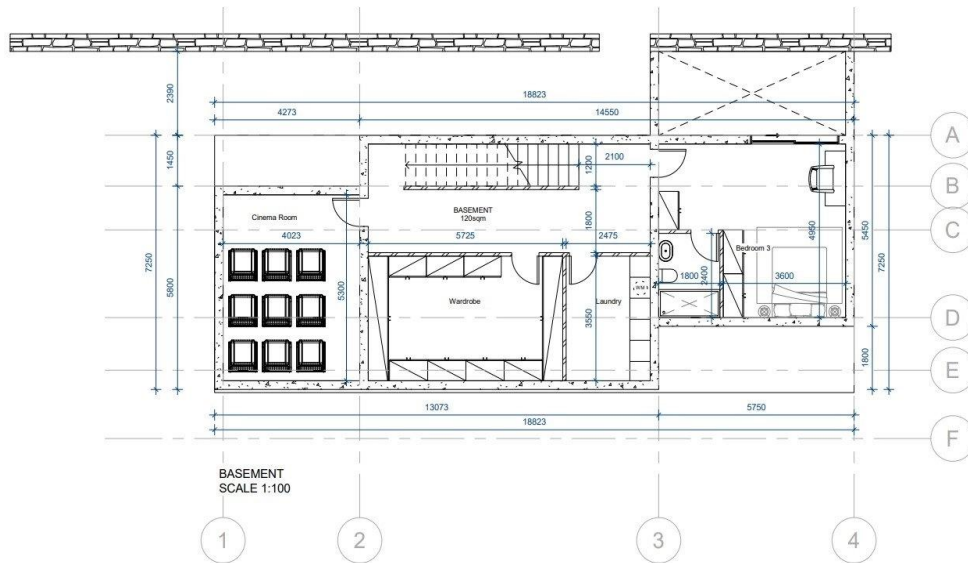 18823
4273
14550
2390
A
1450
1200
2100
B
BASEMENT
120sqm
1800
Cinema Room
C
4023
5725
2475
Bedroom 3
4950
5450
7250
5800
7250
1800
2400
3600
5300
Wardrobe
3550
Laundry
WM
D
1800
E
13073
5750
18823
F
BASEMENT
SCALE 1:100
1
2
3
4